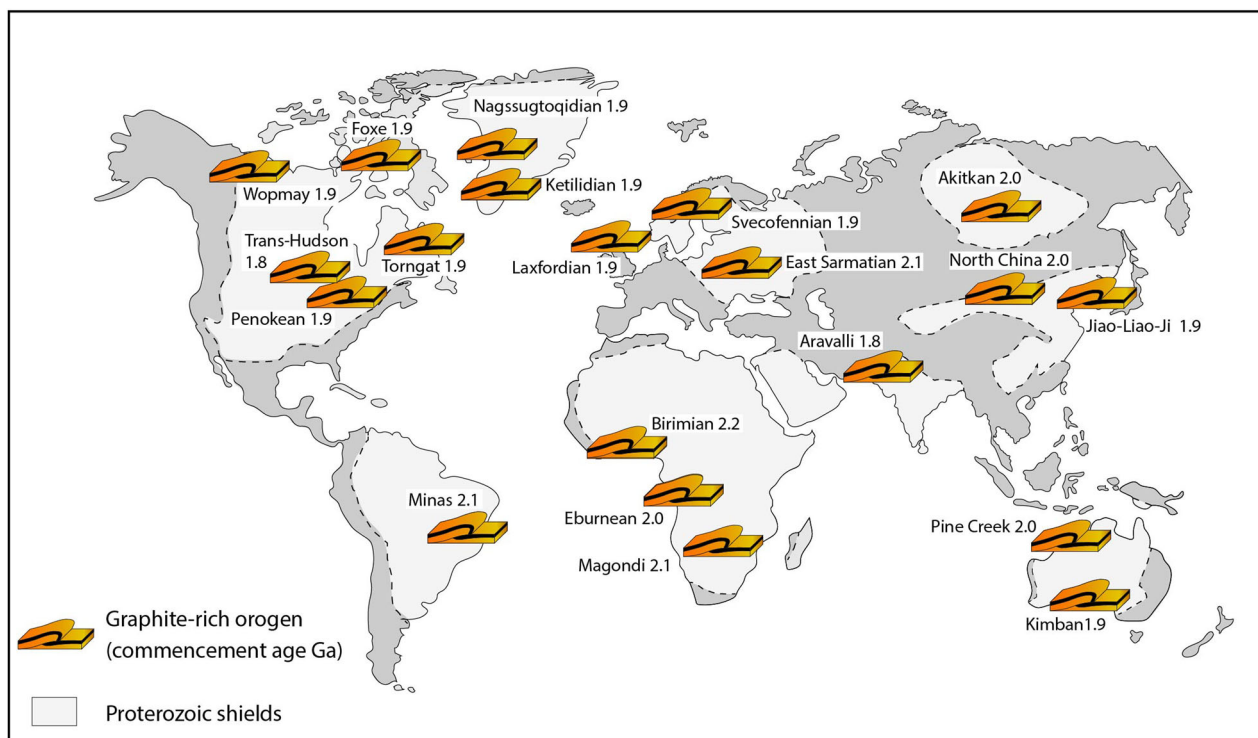 Nagssugtoqidian 1.9
Foxe 1.9
Wopmay 1.9
Ketilidian 1.9
Akitkan 2.0
Svecofennian 1.9
Trans-Hudson
1.8
Torngat 1.9
Laxfordian 1.9
East Sarmatian 2.1
North China 2.0
Penokean 1.9
Jiao-Liao-Ji 1.9
Aravalli 1.8
Birimian 2.2
Minas 2.1
Eburnean 2.0
Pine Creek 2.0
Magondi 2.1
Kimban1.9
Graphite-rich orogen
(commencement age Ga)
Proterozoic shields